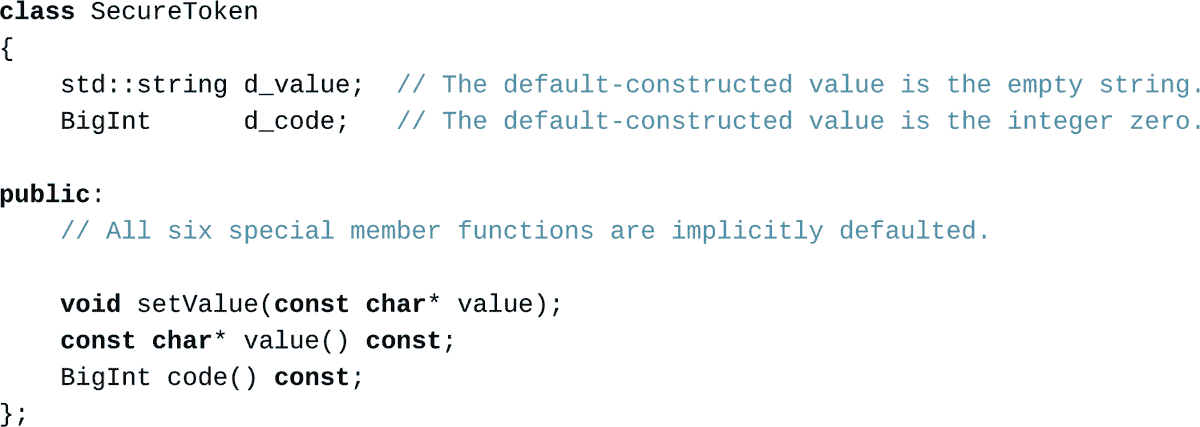 class SecureToken
{
    std::string d_value;  // The default-constructed value is the empty string.
    BigInt      d_code;   // The default-constructed value is the integer zero.

public:
    // All six special member functions are implicitly defaulted.

    void setValue(const char* value);
    const char* value() const;
    BigInt code() const;
};